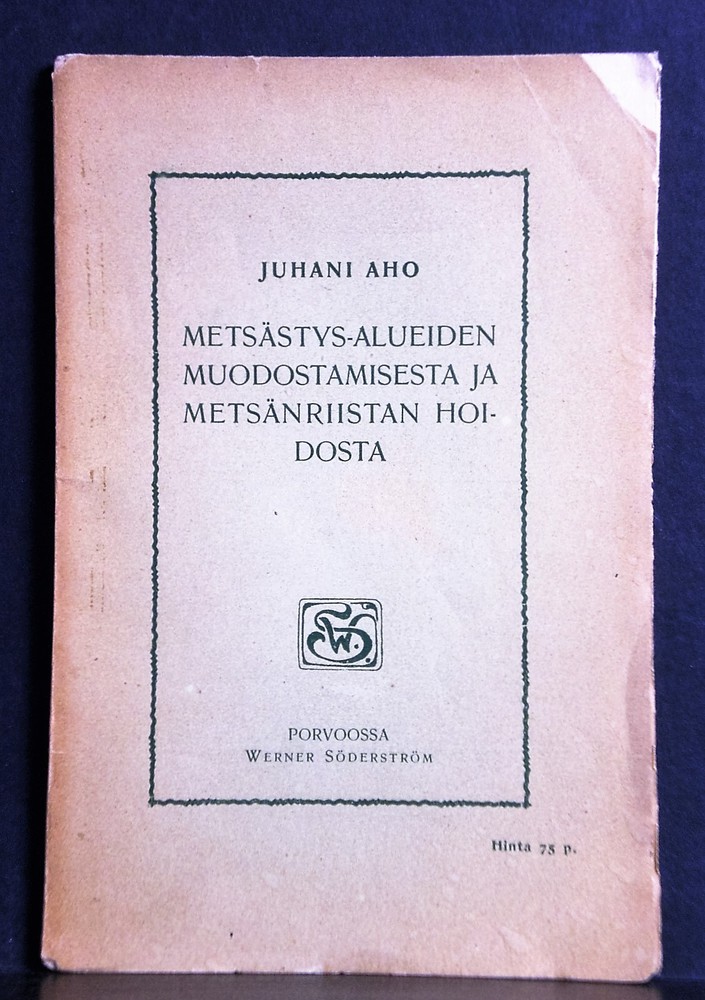 JUHANI AHO
METSÄSTYS-ALUEIDEN
MUODOSTAMISESTA JA
METSÄNRIISTAN HOI-
DOSTA
W.S.
PORVOOSSA
WERNER SÖDERSTRÖM
Hinta 75 p.